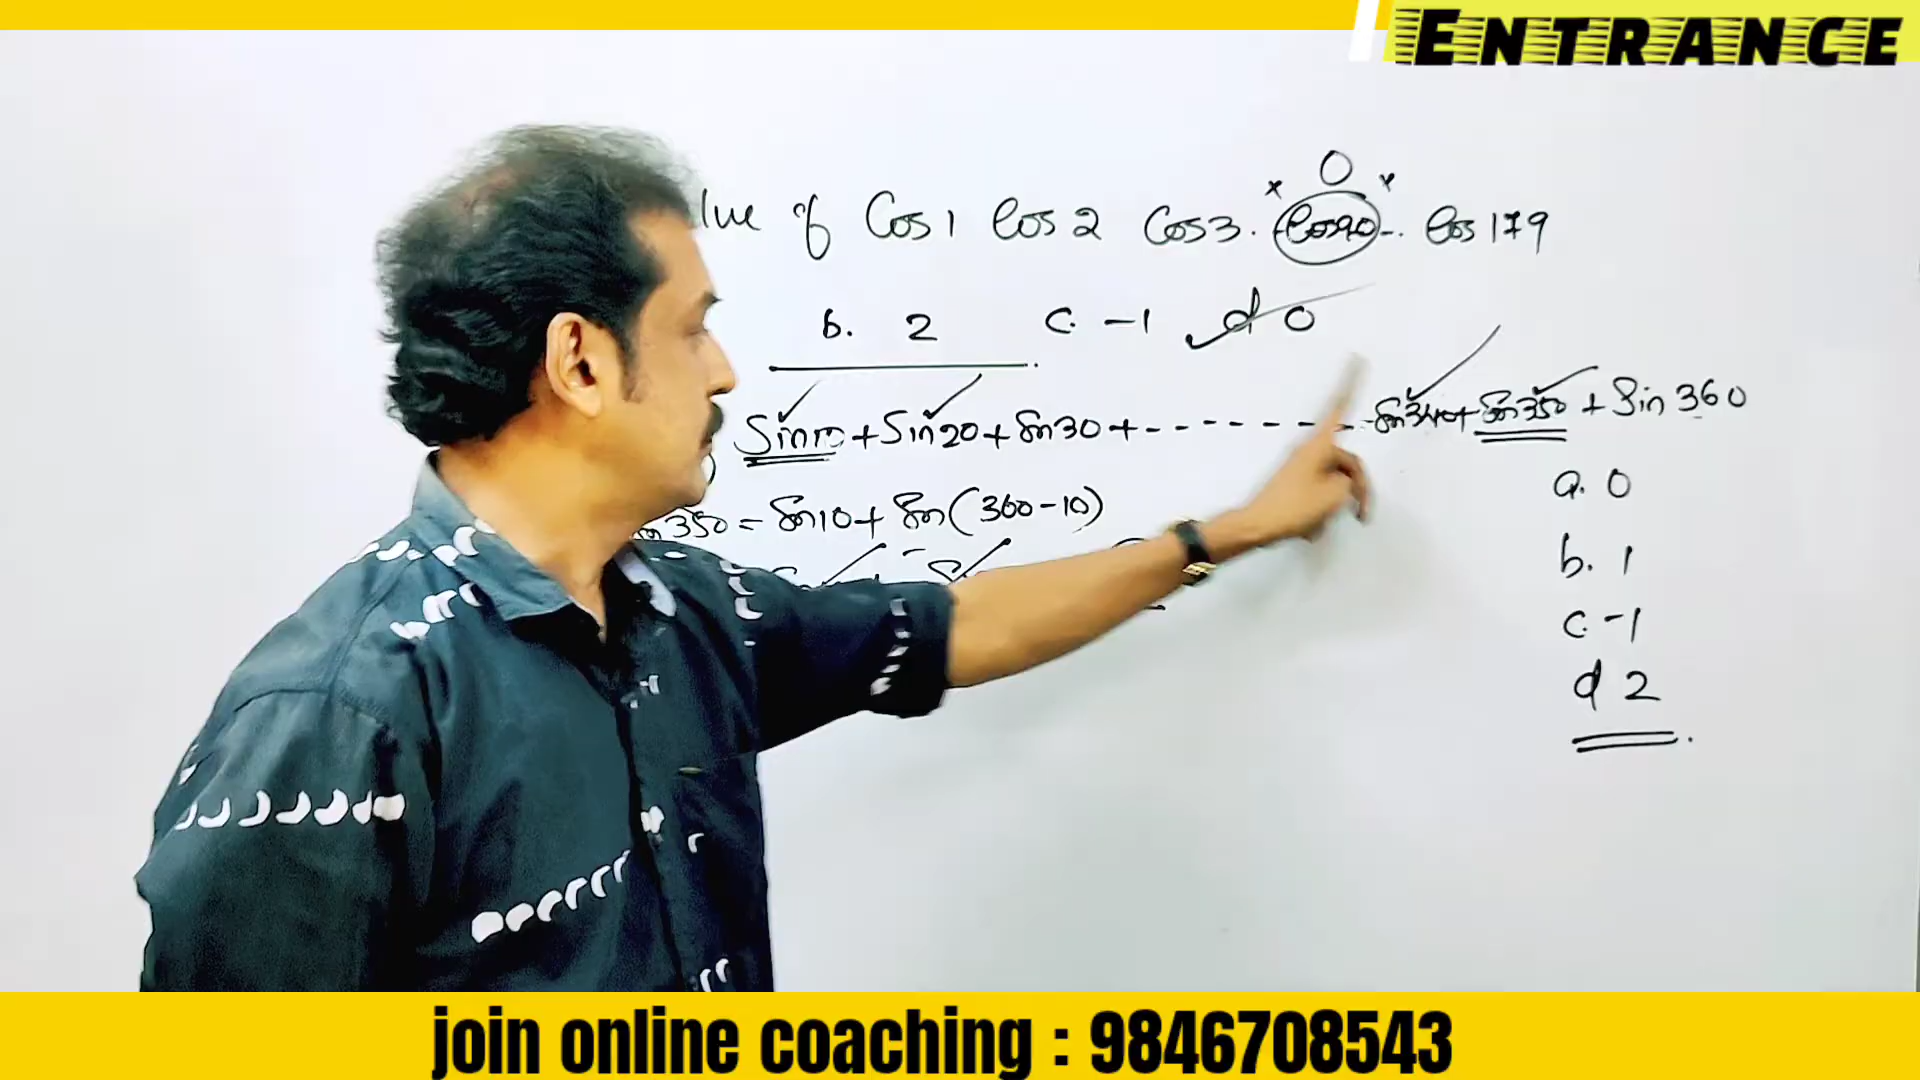 ENTRANCE
0
lue of Cos1 Cos2 Cos3. -Cos90-. Cos179
b. 2 c. -1 d 0
Sin10 + Sin20 + Sin30 + - - - - - - - Sin340 + Sin350 + Sin360
a. 0
350 = Sin10 + Sin(360-10)
b. 1
c. -1
d 2
join online coaching : 9846708543